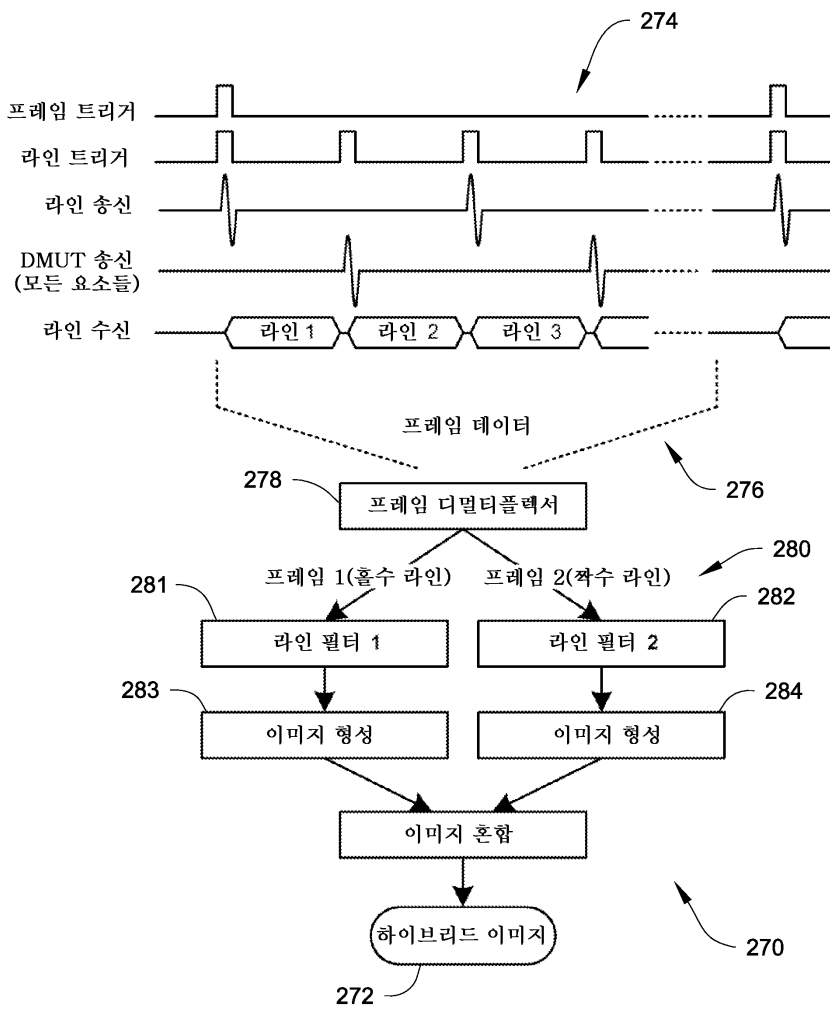 274
프레임 트리거
라인 트리거
라인 송신
DMUT 송신
(모든 요소들)
라인 수신
라인 1
라인 2
라인 3
프레임 데이터
276
278
프레임 디멀티플렉서
280
프레임 1(홀수 라인)
프레임 2(짝수 라인)
281
282
라인 필터 1
라인 필터 2
283
284
이미지 형성
이미지 형성
이미지 혼합
270
하이브리드 이미지
272